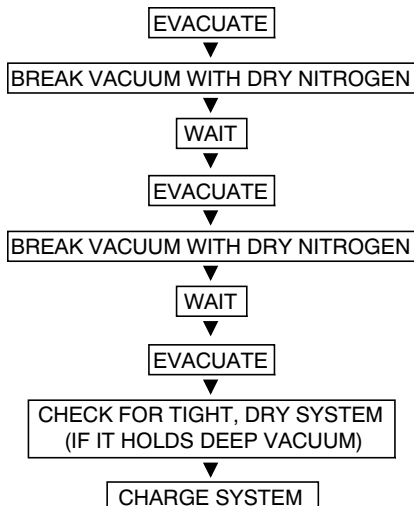 EVACUATE
BREAK VACUUM WITH DRY NITROGEN
WAIT
EVACUATE
BREAK VACUUM WITH DRY NITROGEN
WAIT
EVACUATE
CHECK FOR TIGHT, DRY SYSTEM
(IF IT HOLDS DEEP VACUUM)
CHARGE SYSTEM